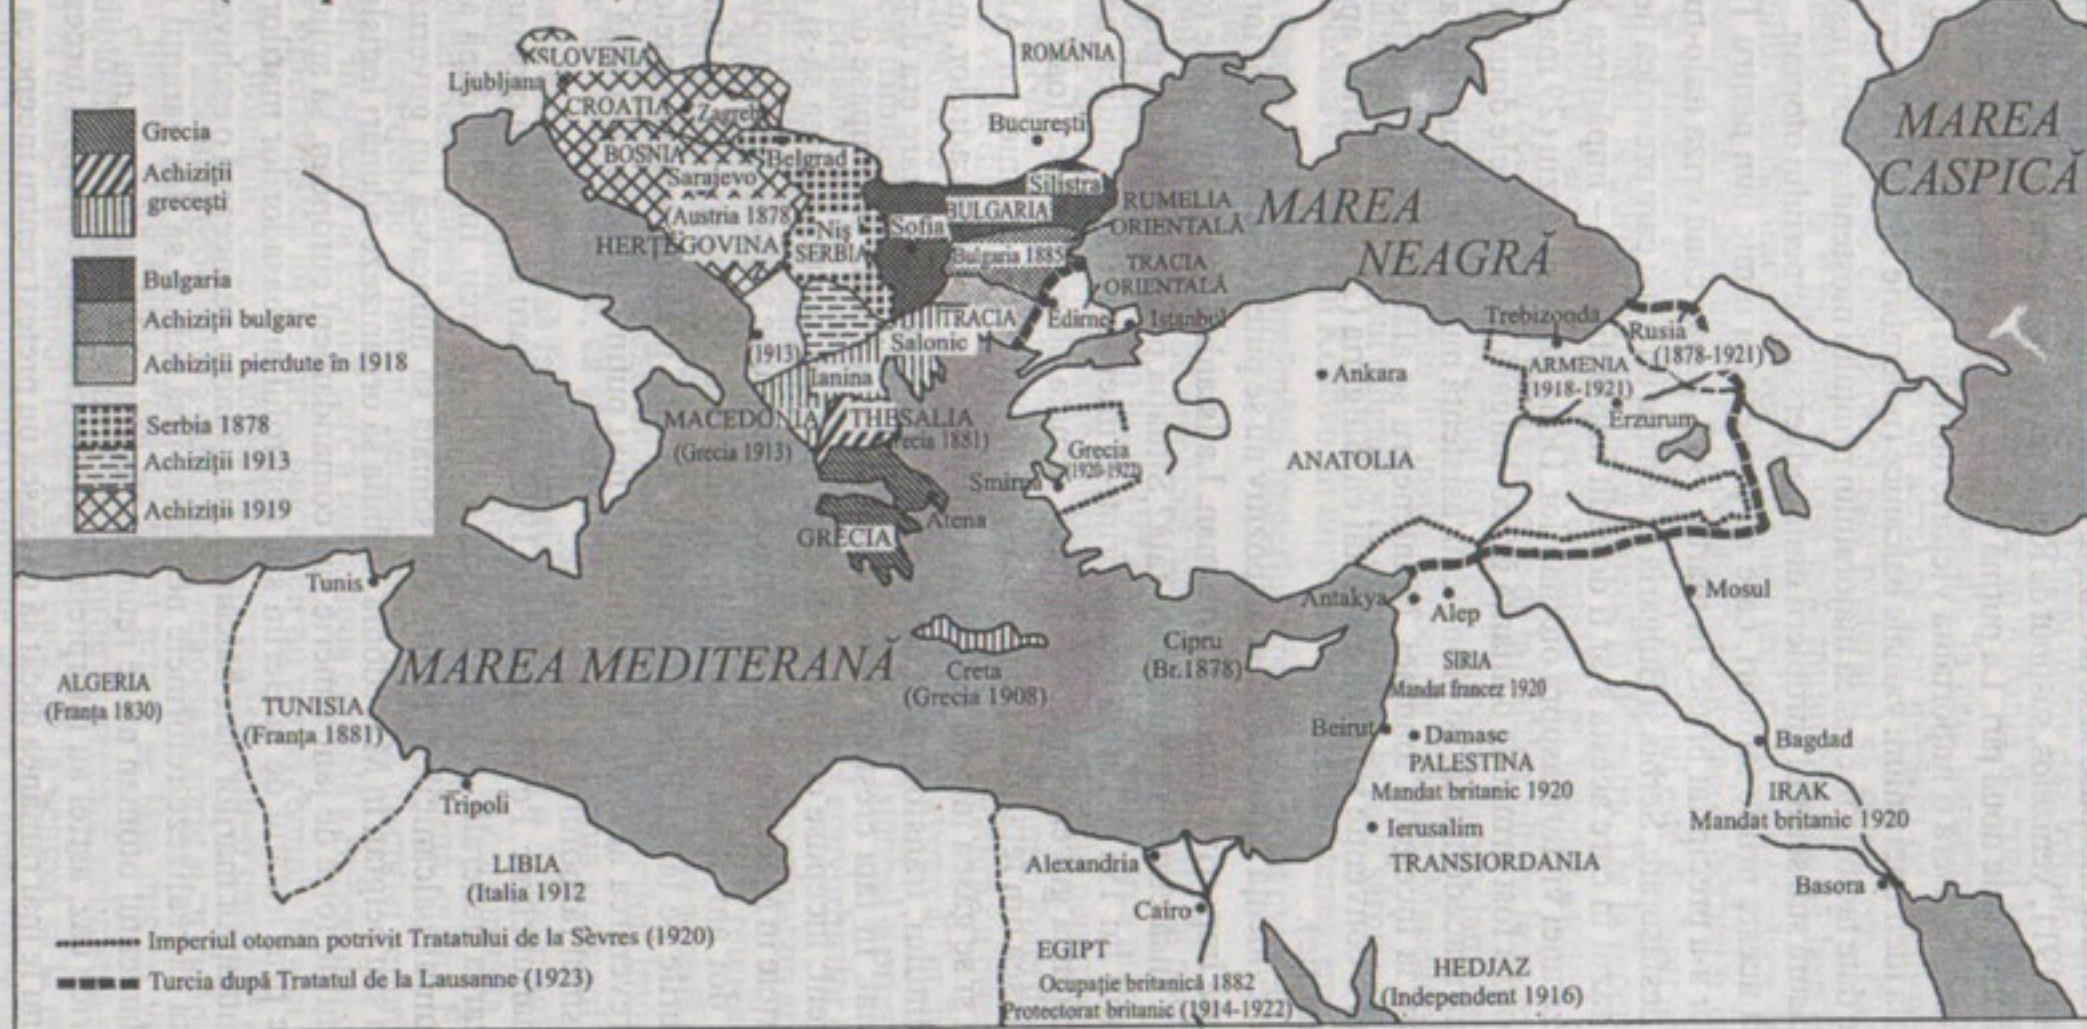 Grecia
Achiziții
grecești
Bulgaria
Achiziții bulgare
Achiziții pierdute în 1918
Serbia 1878
Achiziții 1913
Achiziții 1919
SLOVENIA
Ljubljana
CROAȚIA
Zagreb
BOSNIA
Sarajevo
(Austria 1878)
HERȚEGOVINA
Belgrad
Niș
SERBIA
ROMÂNIA
București
Silistra
BULGARIA
Sofia
Bulgaria 1885
RUMELIA
ORIENTALĂ
TRACIA
ORIENTALĂ
TRACIA
Edirne
Istanbul
Salonic
(1913)
Ianina
MACEDONIA
(Grecia 1913)
THESALIA
GRECIA
Atena
MAREA
NEAGRĂ
MAREA
CASPICĂ
Trebizonda
Rusia
(1878-1921)
ARMENIA
(1918-1921)
Erzurum
Ankara
ANATOLIA
Grecia
(1920-1922)
Smirna
Antakya
Alep
Mosul
SIRIA
Mandat francez 1920
Cipru
(Br.1878)
Creta
(Grecia 1908)
MAREA MEDITERANĂ
Tunis
ALGERIA
(Franța 1830)
TUNISIA
(Franța 1881)
Tripoli
LIBIA
(Italia 1912
Beirut
Damasc
PALESTINA
Mandat britanic 1920
Ierusalim
TRANSIORDANIA
Bagdad
IRAK
Mandat britanic 1920
Basora
Alexandria
Cairo
EGIPT
Ocupație britanică 1882
Protectorat britanic (1914-1922)
HEDJAZ
(Independent 1916)
Imperiul otoman potrivit Tratatului de la Sèvres (1920)
Turcia după Tratatul de la Lausanne (1923)